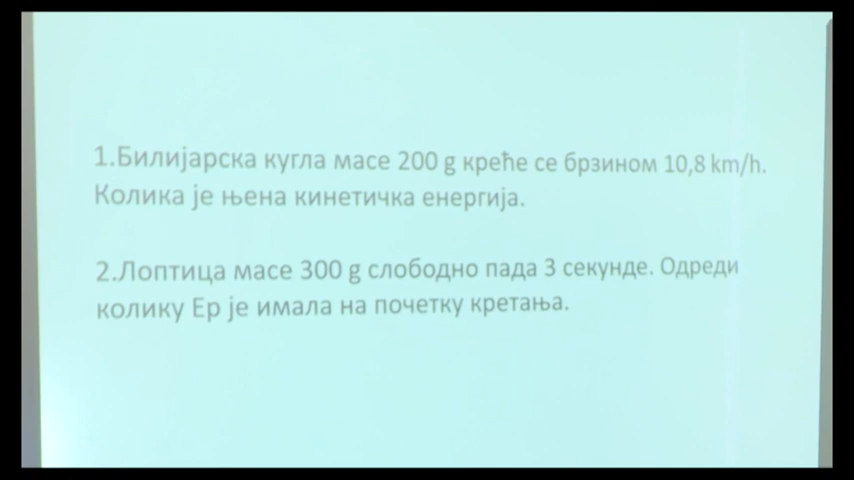 1.Билијарска кугла масе 200 g креће се брзином 10,8 km/h.
Колика је њена кинетичка енергија.
2.Лоптица масе 300 g слободно пада 3 секунде. Одреди
колику Ер је имала на почетку кретања.